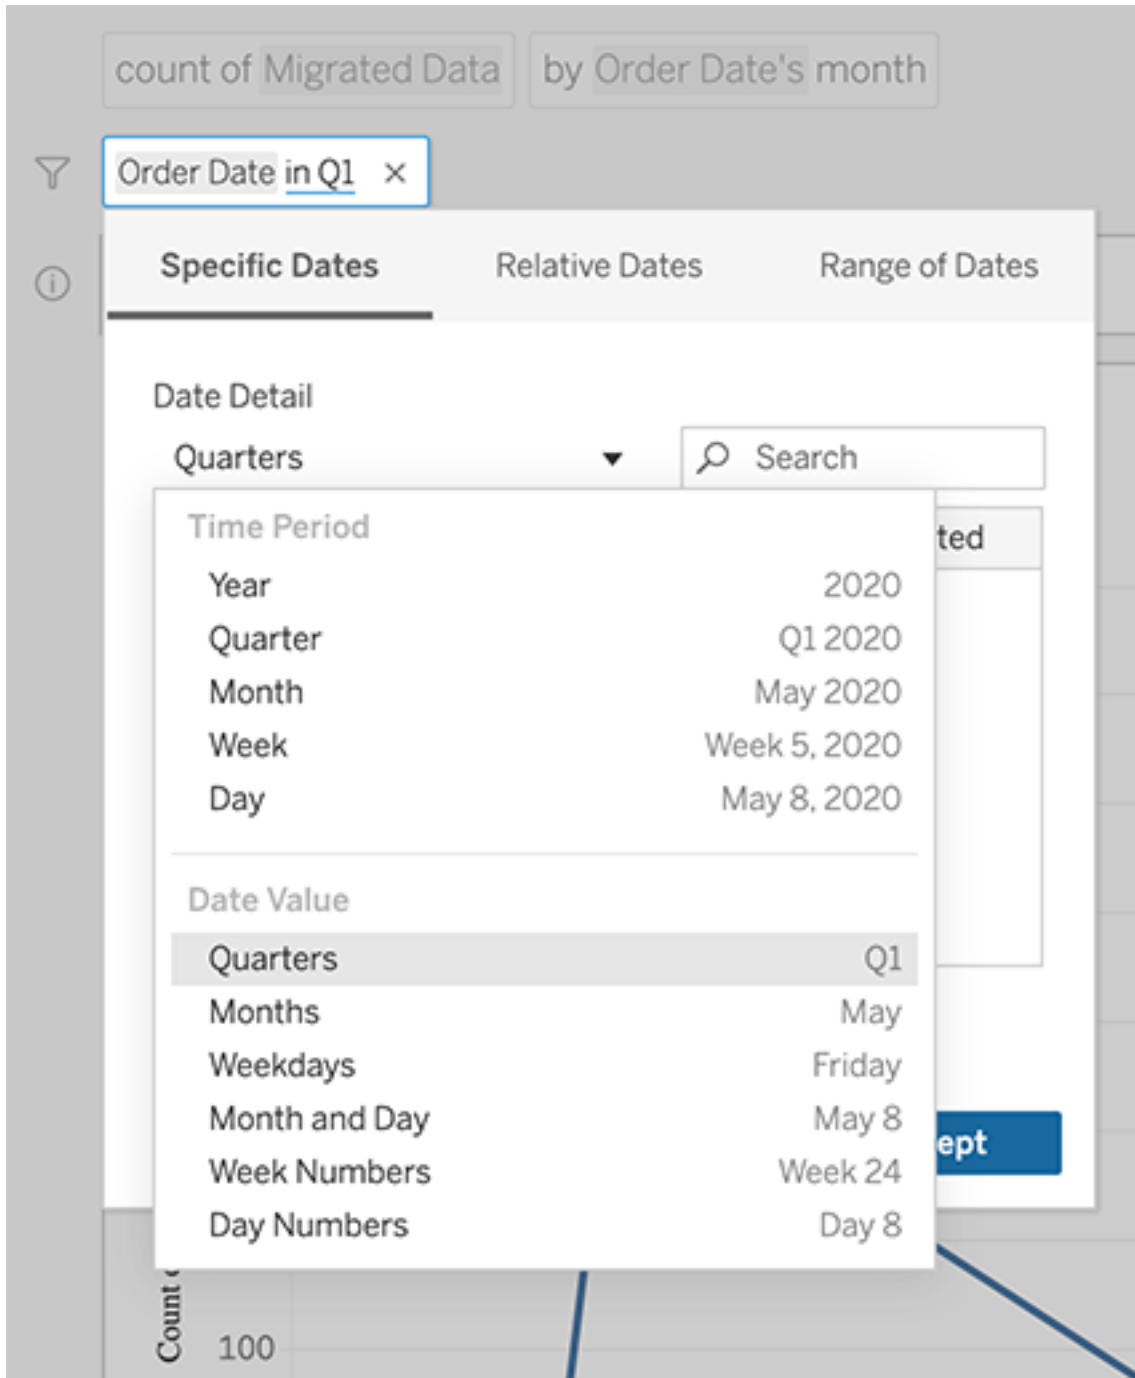 count of Migrated Data by Order Date's month
Order Date in Q1 ×
Specific Dates Relative Dates Range of Dates
Date Detail
Quarters Search
Time Period
ted
Year 2020
Quarter Q1 2020
Month May 2020
Week Week 5, 2020
Day May 8, 2020
Date Value
Quarters Q1
Months May
Weekdays Friday
Month and Day May 8
ept
Week Numbers Week 24
Day Numbers Day 8
Count
100